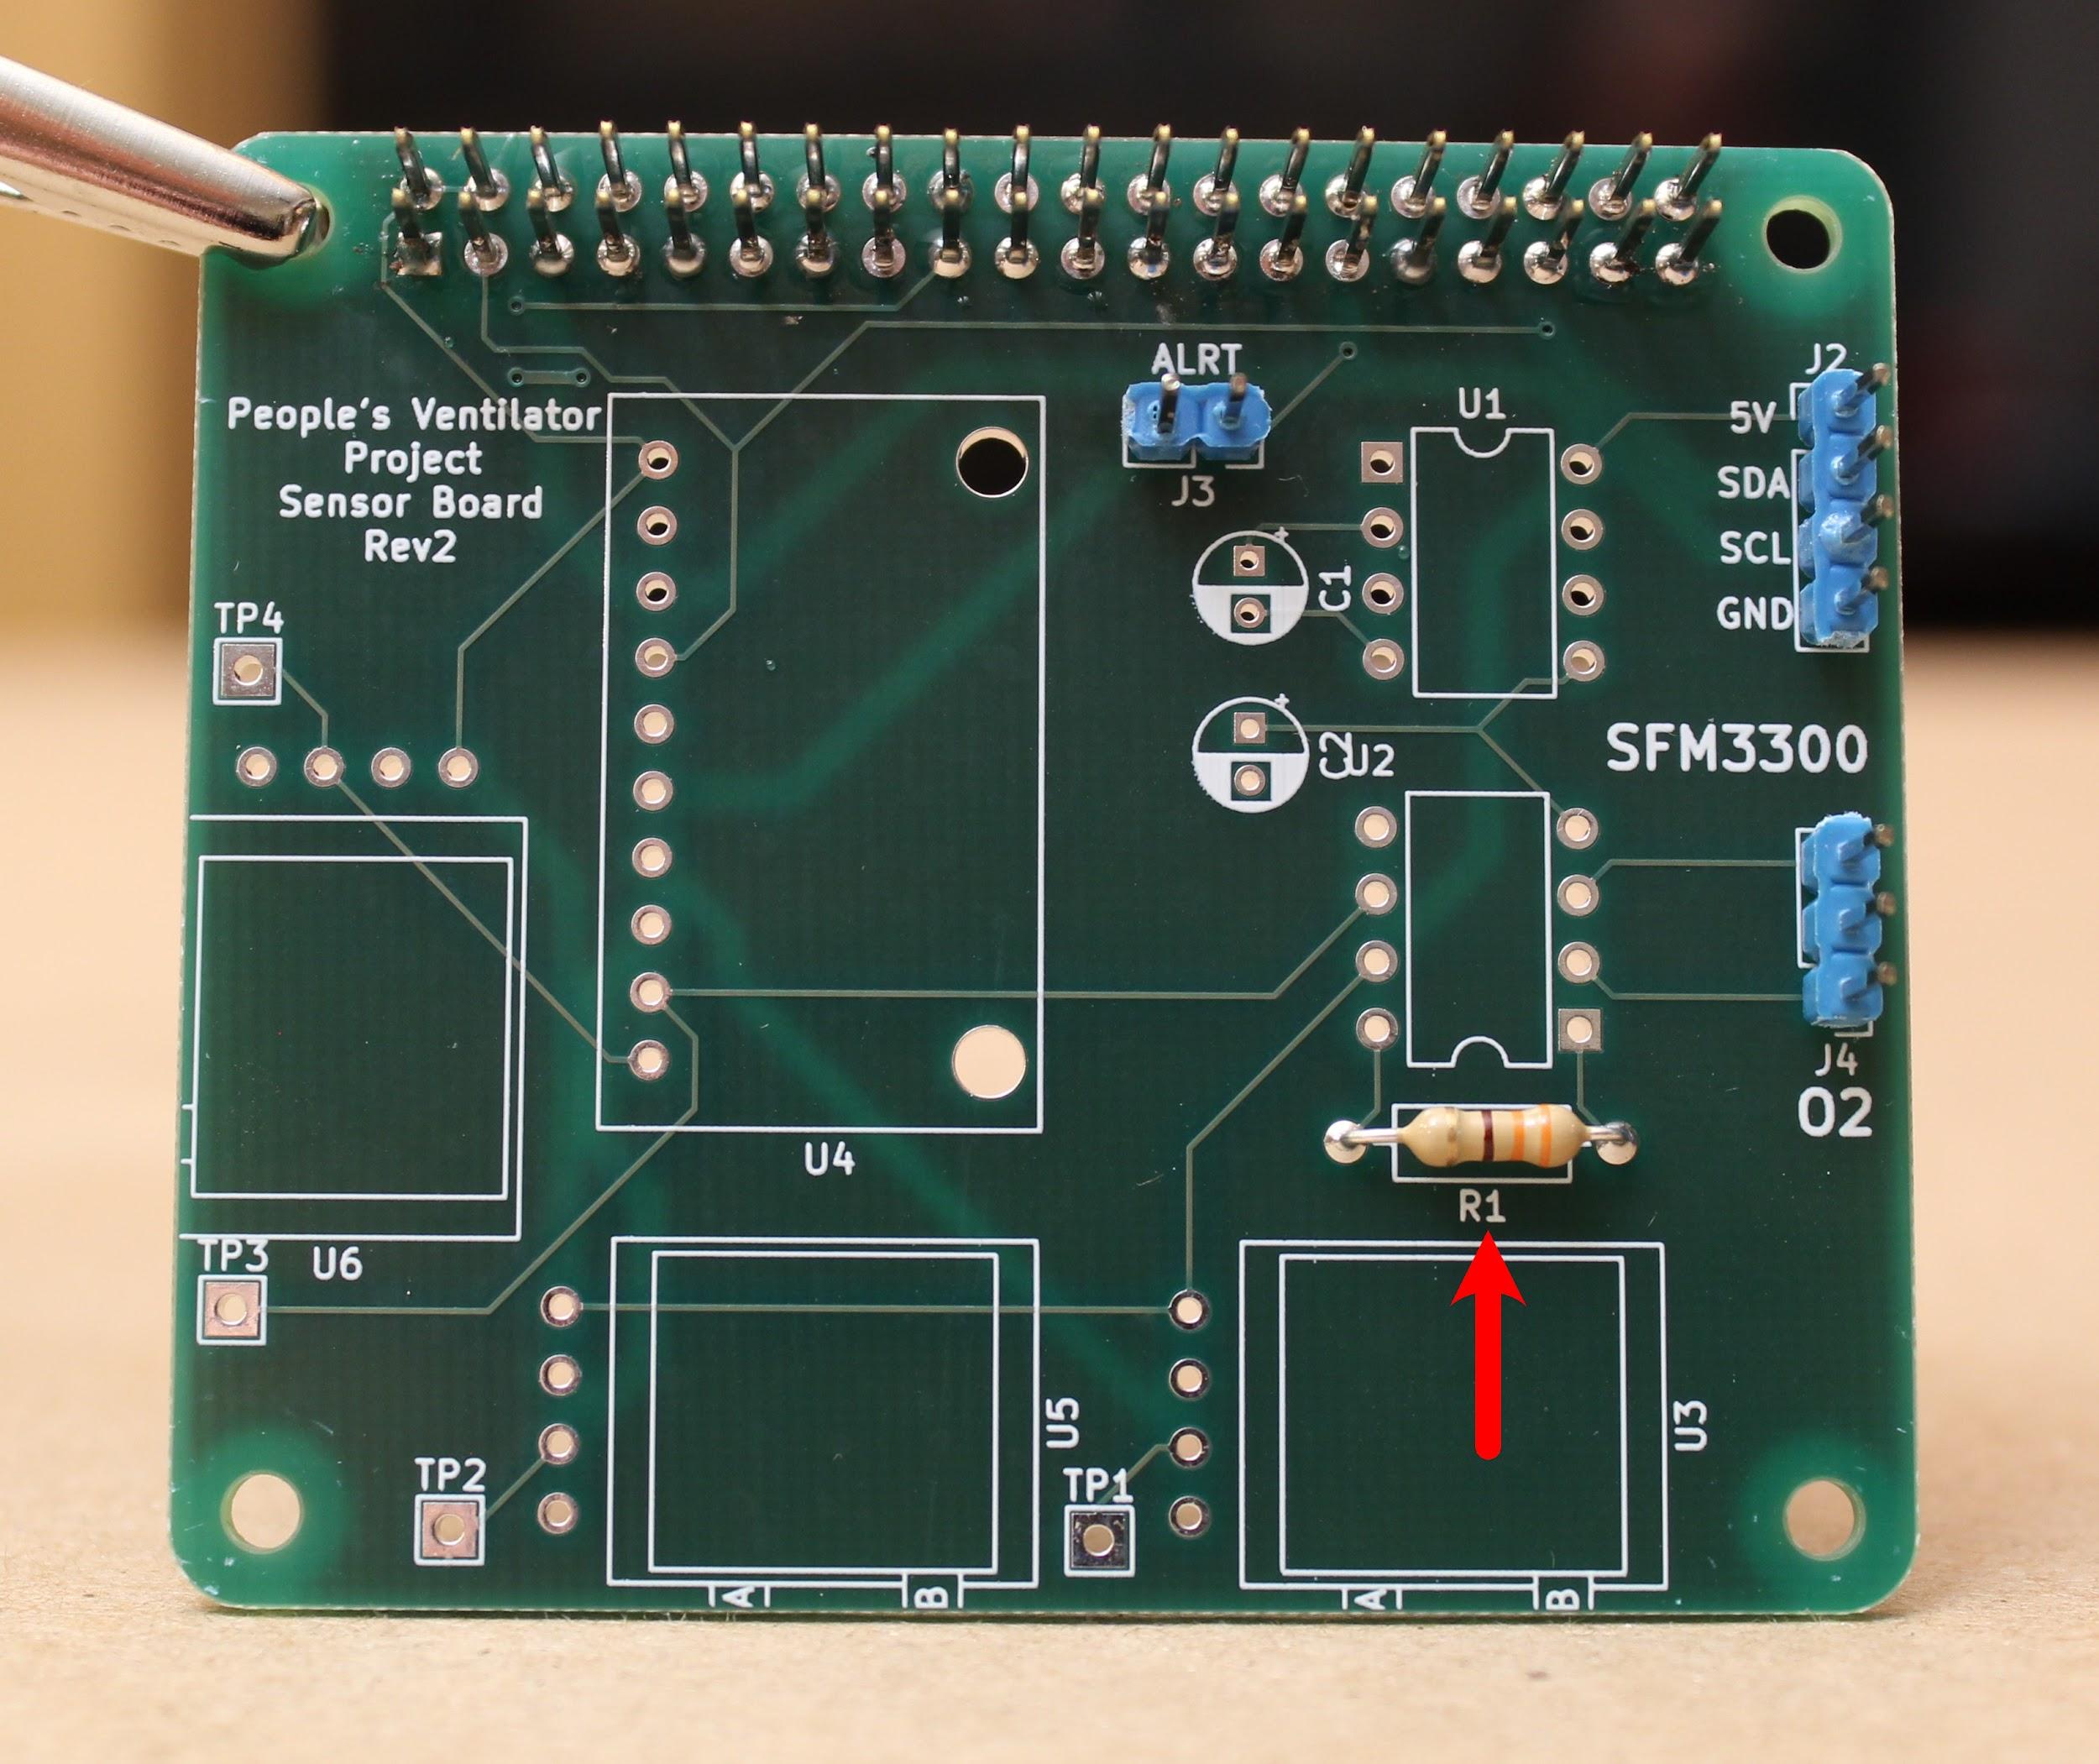 ALRT
J3
U1
J2
5V
SDA
SCL
GND
People's Ventilator
Project
Sensor Board
Rev2
TP4
C1
C2
U2
SFM3300
J4
O2
U4
R1
TP3
U6
U5
U3
TP2
TP1
A
B
A
B